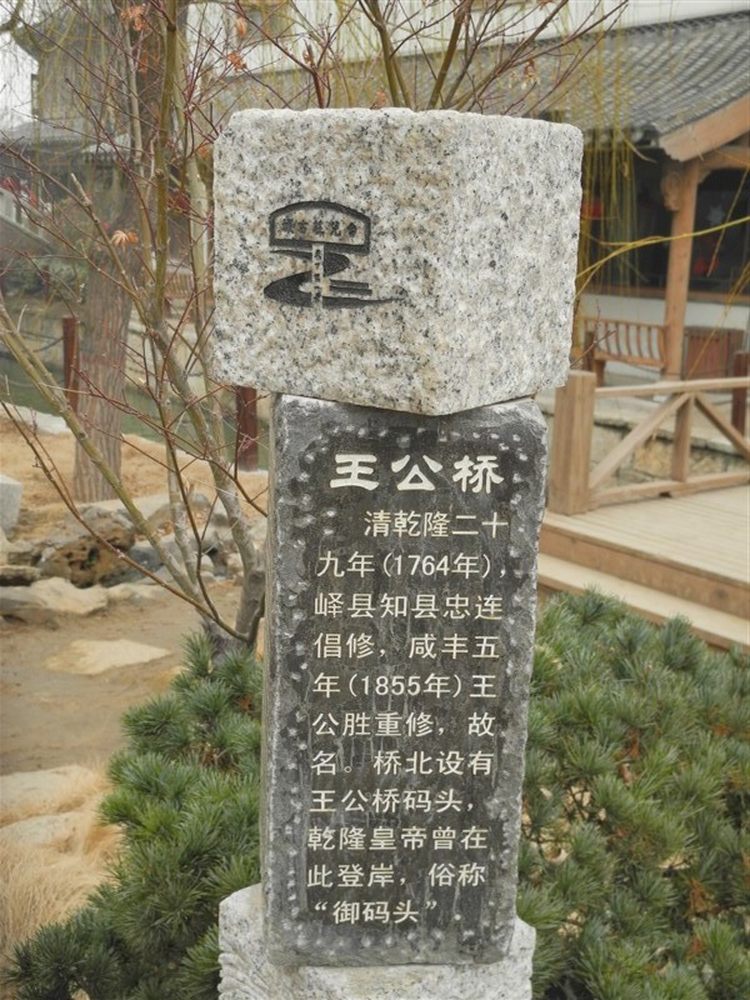 王公桥
清乾隆二十
九年(1764年),
峄县知县忠连
倡修,咸丰五
年(1855年)王
公胜重修,故
名。桥北设有
王公桥码头,
乾隆皇帝曾在
此登岸,俗称
“御码头”